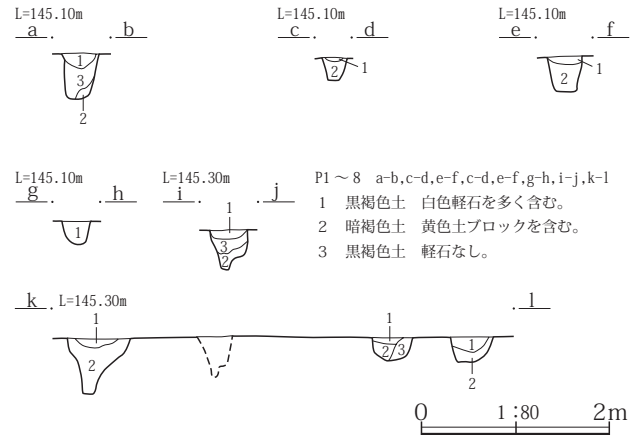 L=145.10m
a . . b
1
3
2
L=145.10m
c . . d
2
1
L=145.10m
e . . f
2
1
L=145.10m
g . . h
1
L=145.30m
i . . j
1
3
2
P1～8 a-b,c-d,e-f,c-d,e-f,g-h,i-j,k-l
1 黒褐色土 白色軽石を多く含む。
2 暗褐色土 黄色土ブロックを含む。
3 黒褐色土 軽石なし。
k . L=145.30m . l
1
2
1
2 3
1
2
0 1:80 2m